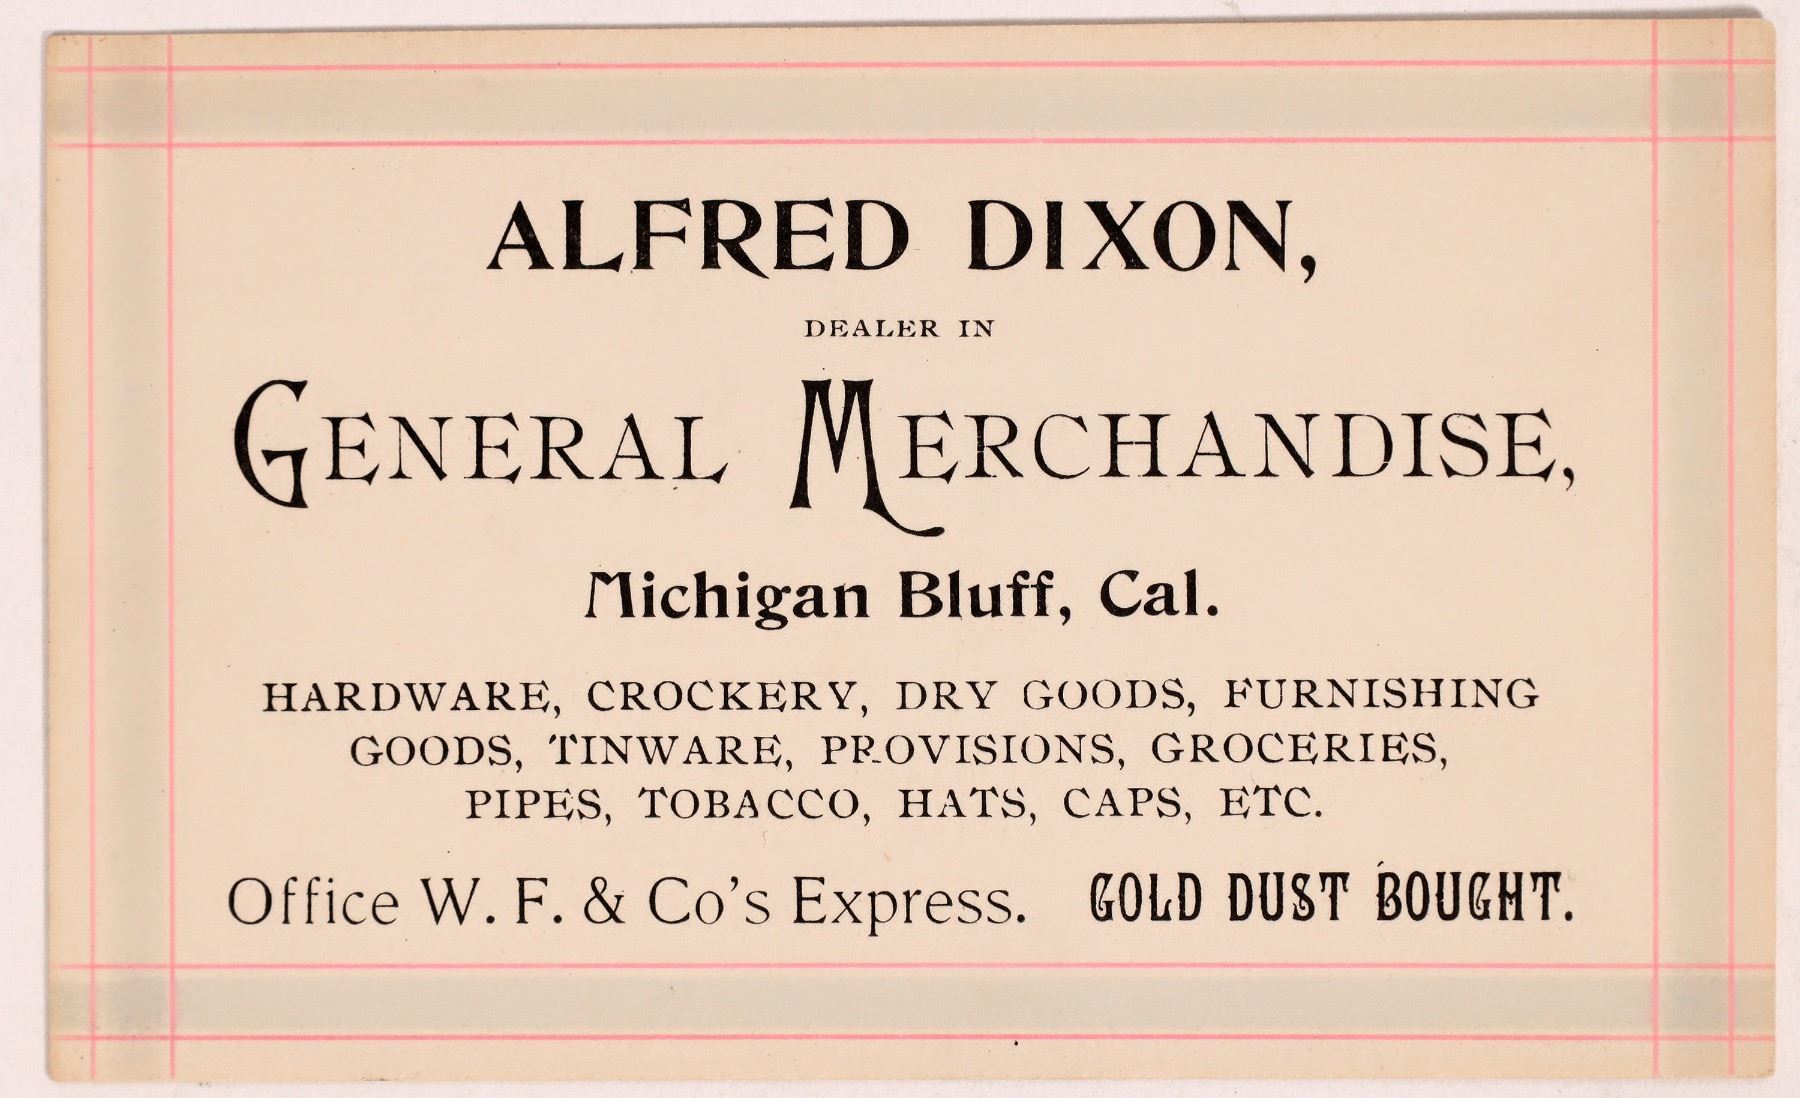 ALFRED DIXON,
DEALER IN
GENERAL MERCHANDISE,
Michigan Bluff, Cal.
HARDWARE, CROCKERY, DRY GOODS, FURNISHING
GOODS, TINWARE, PROVISIONS, GROCERIES,
PIPES, TOBACCO, HATS, CAPS, ETC.
Office W. F. & Co's Express. GOLD DUST BOUGHT.